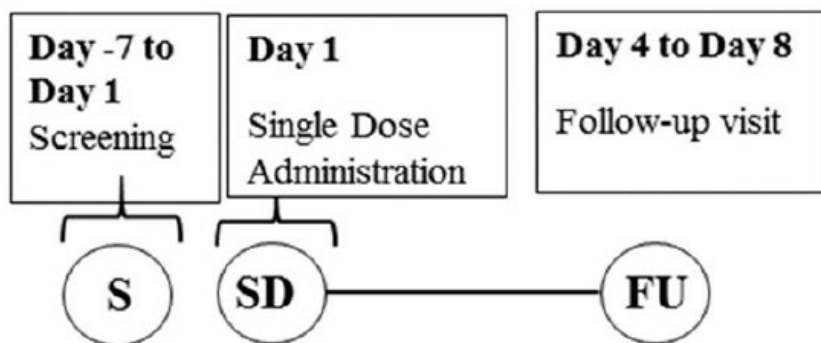 Day -7 to
Day 1
Screening
Day 1
Single Dose
Administration
Day 4 to Day 8
Follow-up visit
S
SD
FU